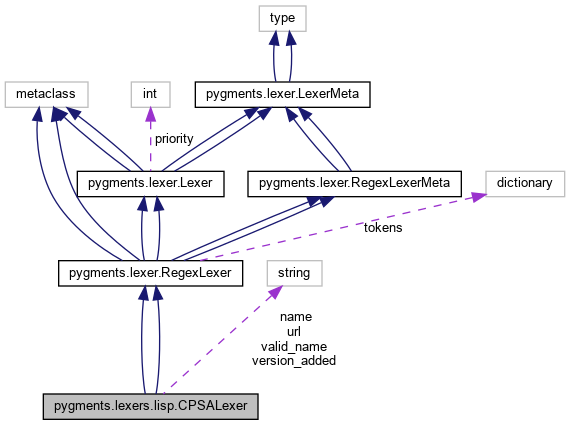 type
metaclass
int
pygments.lexer.LexerMeta
priority
pygments.lexer.Lexer
pygments.lexer.RegexLexerMeta
dictionary
tokens
pygments.lexer.RegexLexer
string
name
url
valid_name
version_added
pygments.lexers.lisp.CPSALexer